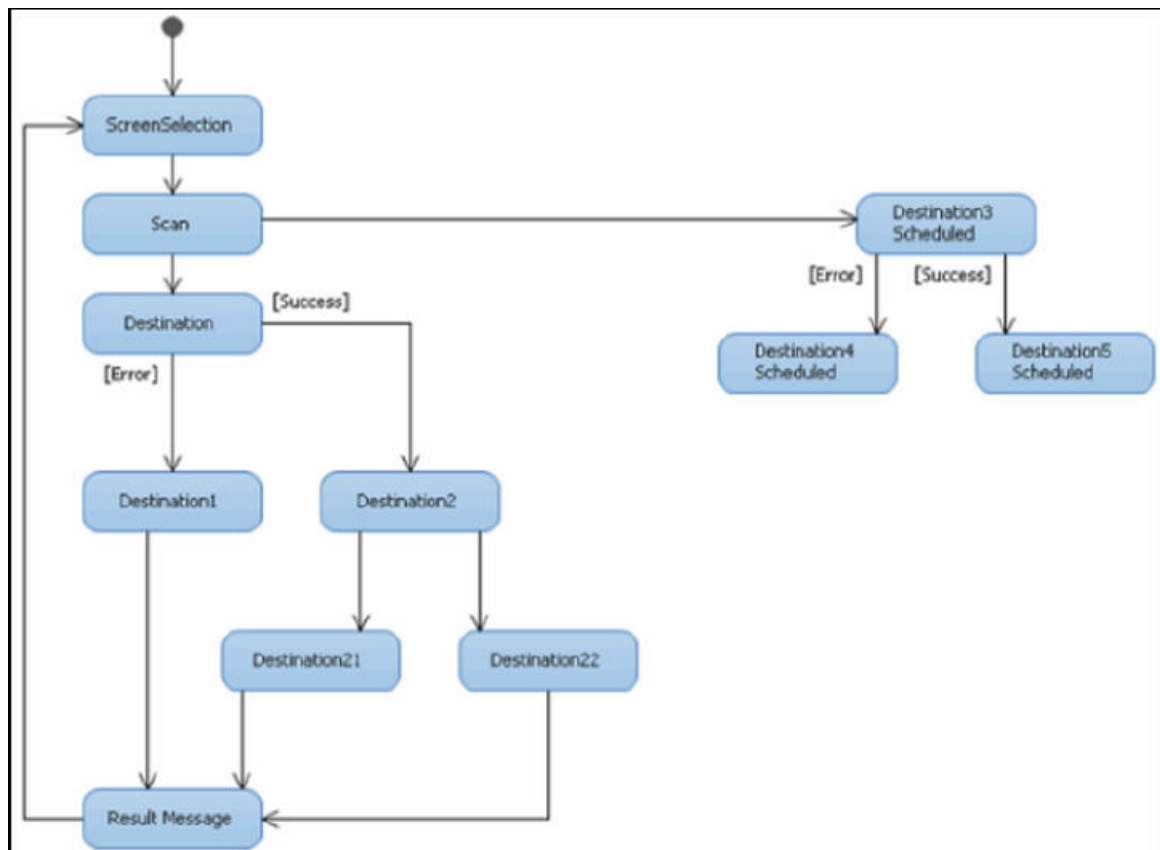 ScreenSelection
Scan
Destination3
Scheduled
[Error]
[Success]
[Success]
Destination
[Error]
Destination4
Scheduled
Destination5
Scheduled
Destination1
Destination2
Destination21
Destination22
Result Message